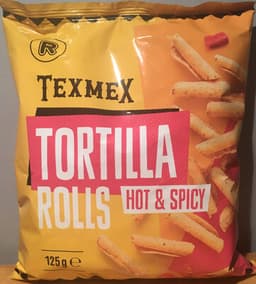 R
TEXMEX
TORTILLA
ROLLS
HOT & SPICY
125g ℮